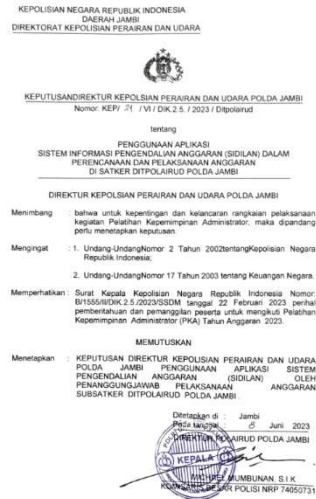 KEPOLISIAN NEGARA REPUBLIK INDONESIA
DAERAH JAMBI
DIREKTORAT KEPOLISIAN PERAIRAN DAN UDARA
KEPUTUSANDIREKTUR KEPOLSIAN PERAIRAN DAN UDARA POLDA JAMBI
Nomor: KEP/ 21 / VI / DIK.2.5. / 2023 / Ditpolairud
tentang
PENGGUNAAN APLIKASI
SISTEM INFORMASI PENGENDALIAN ANGGARAN (SIDILAN) DALAM
PERENCANAAN DAN PELAKSANAAN ANGGARAN
DI SATKER DITPOLAIRUD POLDA JAMBI
DIREKTUR KEPOLSIAN PERAIRAN DAN UDARA POLDA JAMBI
Menimbang : bahwa untuk kepentingan dan kelancaran rangkaian pelaksanaan
kegiatan Pelatihan Kepemimpinan Administrator, maka dipandang
perlu menetapkan keputusan.
Mengingat : 1. Undang-UndangNomor 2 Tahun 2002tentangKepolisian Negara
Republik Indonesia;
2. Undang-UndangNomor 17 Tahun 2003 tentang Keuangan Negara.
Memperhatikan : Surat Kepala Kepolisian Negara Republik Indonesia Nomor:
B/1555/II/DIK.2.5./2023/SSDM tanggal 22 Februari 2023 perihal
pemberitahuan dan pemanggilan peserta untuk mengikuti Pelatihan
Kepemimpinan Administrator (PKA) Tahun Anggaran 2023.
MEMUTUSKAN
Menetapkan : KEPUTUSAN DIREKTUR KEPOLISIAN PERAIRAN DAN UDARA
POLDA JAMBI PENGGUNAAN APLIKASI SISTEM
PENGENDALIAN ANGGARAN (SIDILAN) OLEH
PENANGGUNGJAWAB PELAKSANAAN ANGGARAN
SUBSATKER DITPOLAIRUD POLDA JAMBI .
Ditetapkan di : Jambi
Pada tanggal : 8 Juni 2023
DIREKTUR POLAIRUD POLDA JAMBI
KEPALA
MICHAEL MUMBUNAN, S.I.K
KOMISARIS BESAR POLISI NRP 74050731